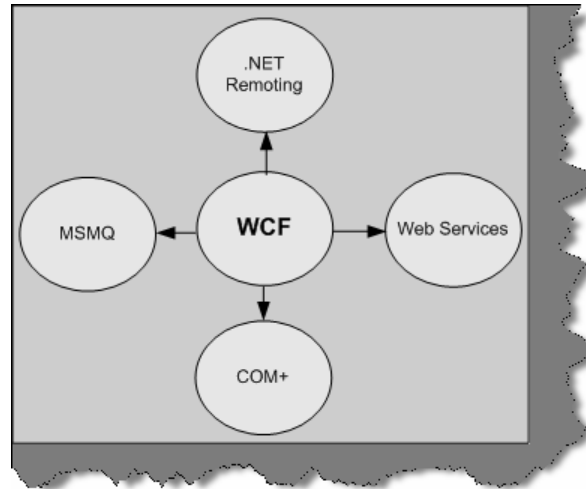 .NET
Remoting
MSMQ
WCF
Web Services
COM+